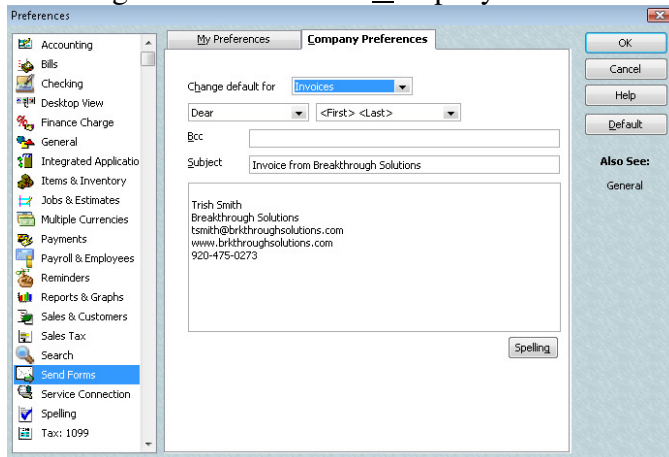 Preferences
Accounting
Bills
Checking
Desktop View
Finance Charge
General
Integrated Applicatio
Items & Inventory
Jobs & Estimates
Multiple Currencies
Payments
Payroll & Employees
Reminders
Reports & Graphs
Sales & Customers
Sales Tax
Search
Send Forms
Service Connection
Spelling
Tax: 1099
My Preferences
Company Preferences
Change default for Invoices
Dear <First> <Last>
Bcc
Subject Invoice from Breakthrough Solutions
Trish Smith
Breakthrough Solutions
tsmith@brkthroughsolutions.com
www.brkthroughsolutions.com
920-475-0273
Spelling
OK
Cancel
Help
Default
Also See:
General